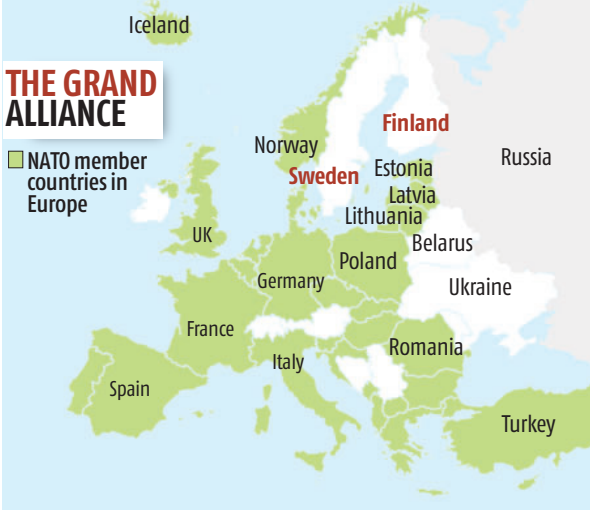 Iceland
THE GRAND
ALLIANCE
NATO member
countries in
Europe
Finland
Norway
Sweden
Estonia
Russia
Latvia
Lithuania
UK
Belarus
Poland
Germany
Ukraine
France
Romania
Italy
Spain
Turkey